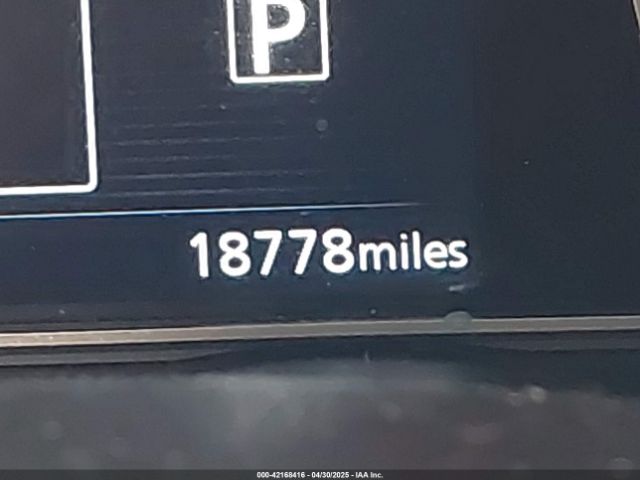 P
18778miles
000-42168416 - 04/30/2025 - IAA Inc.